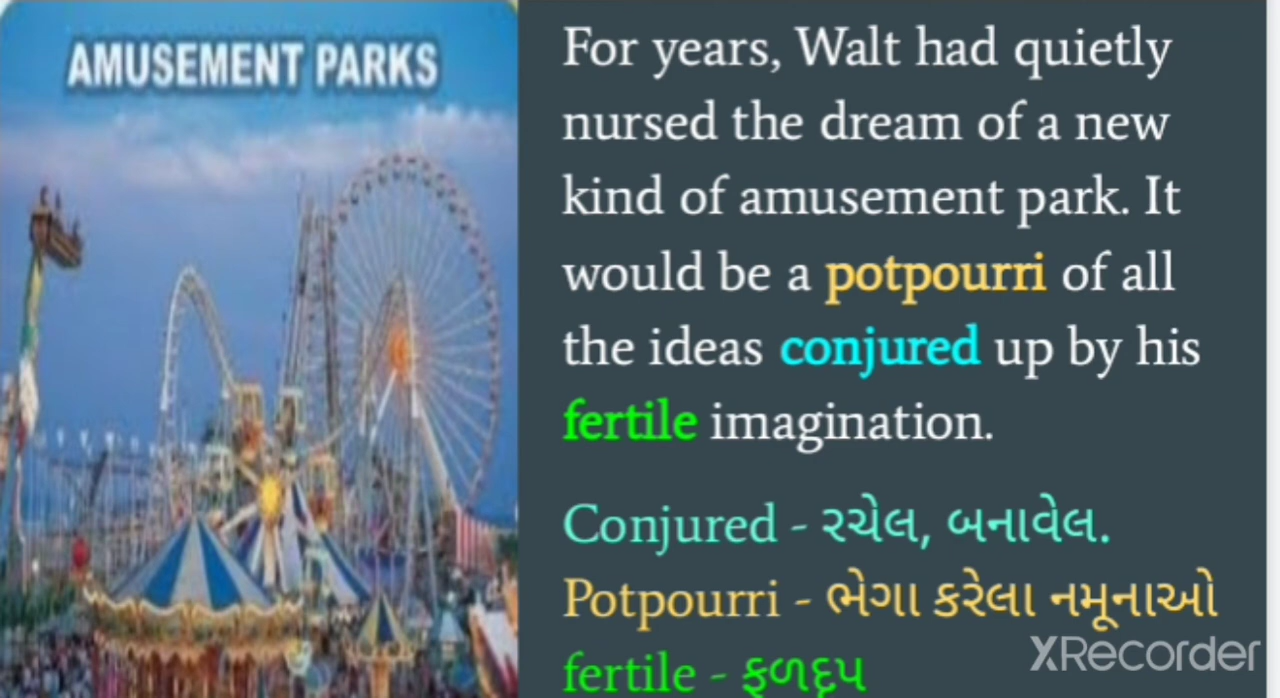 AMUSEMENT PARKS
For years, Walt had quietly
nursed the dream of a new
kind of amusement park. It
would be a potpourri of all
the ideas conjured up by his
fertile imagination.
Conjured - રચેલ, બનાવેલ.
Potpourri - ભેગા કરેલા નમૂનાઓ
fertile - ફળદ્દપ
XRecorder